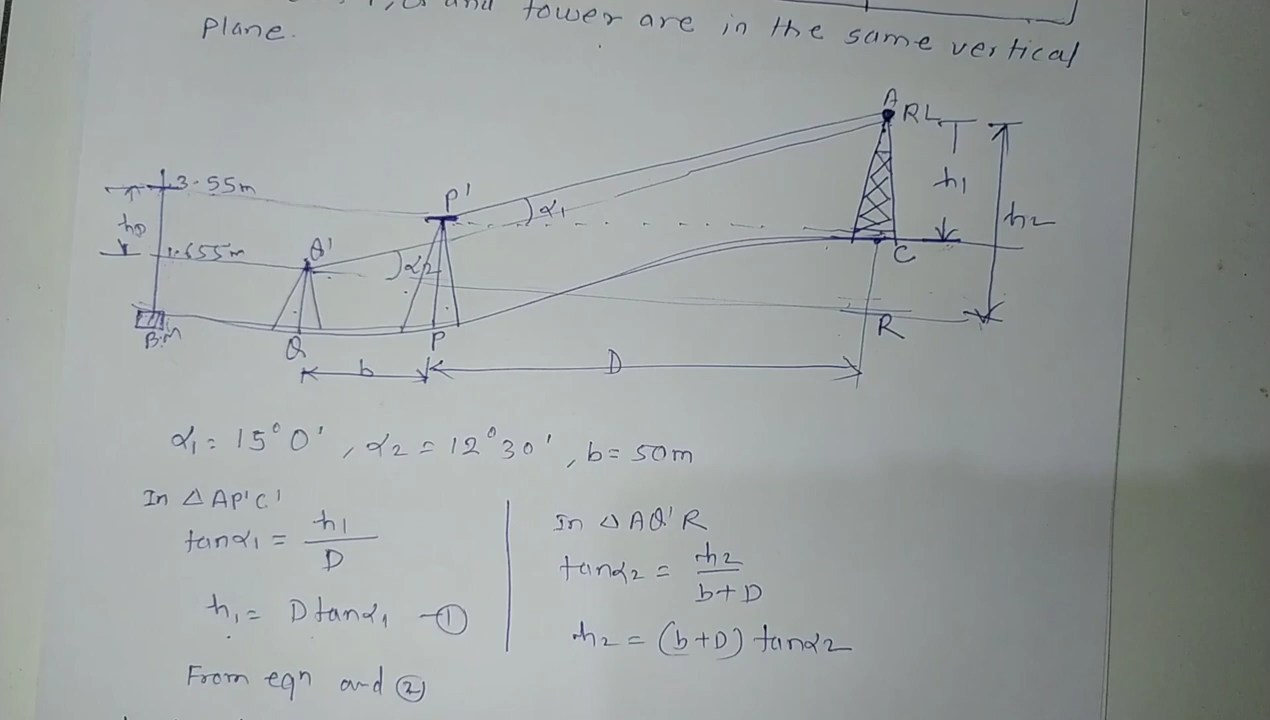 and tower are in the same vertical
plane.
A RL
3.55m
P'
α1
h1
h2
h0
1.655m
Q'
α2
C
B.M
Q
P
R
b
D
α1 = 15°0' , α2 = 12°30' , b = 50m
In △ AP'C'
tanα1 = h1/D
h1 = D tanα1 - ①
From eqn and ②
In △ AQ'R
tanα2 = h2/b+D
h2 = (b+D) tanα2